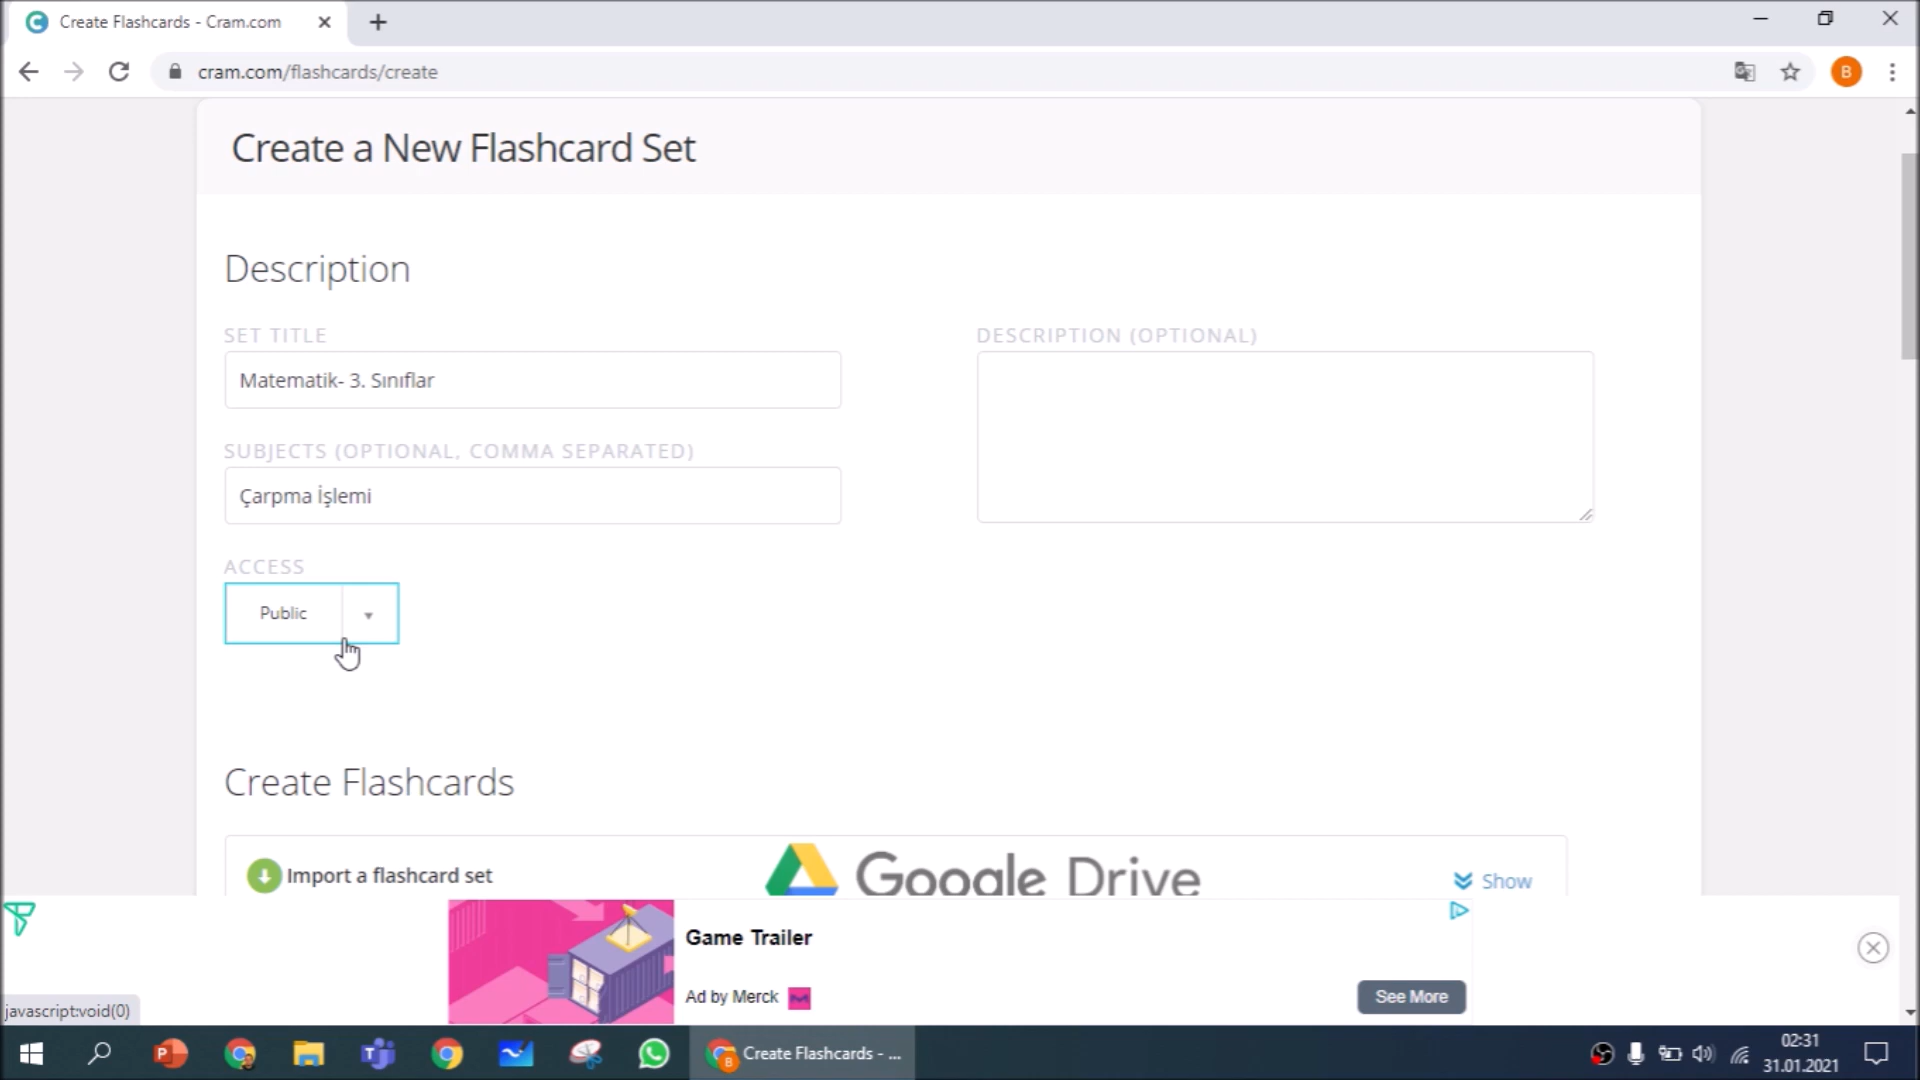 Create Flashcards - Cram.com
cram.com/flashcards/create
B
Create a New Flashcard Set
Description
SET TITLE
DESCRIPTION (OPTIONAL)
Matematik- 3. Sınıflar
SUBJECTS (OPTIONAL, COMMA SEPARATED)
Çarpma İşlemi
ACCESS
Public
Create Flashcards
Import a flashcard set
Google Drive
Show
Game Trailer
Ad by Merck
See More
javascript:void(0)
Create Flashcards - ...
02:31
31.01.2021